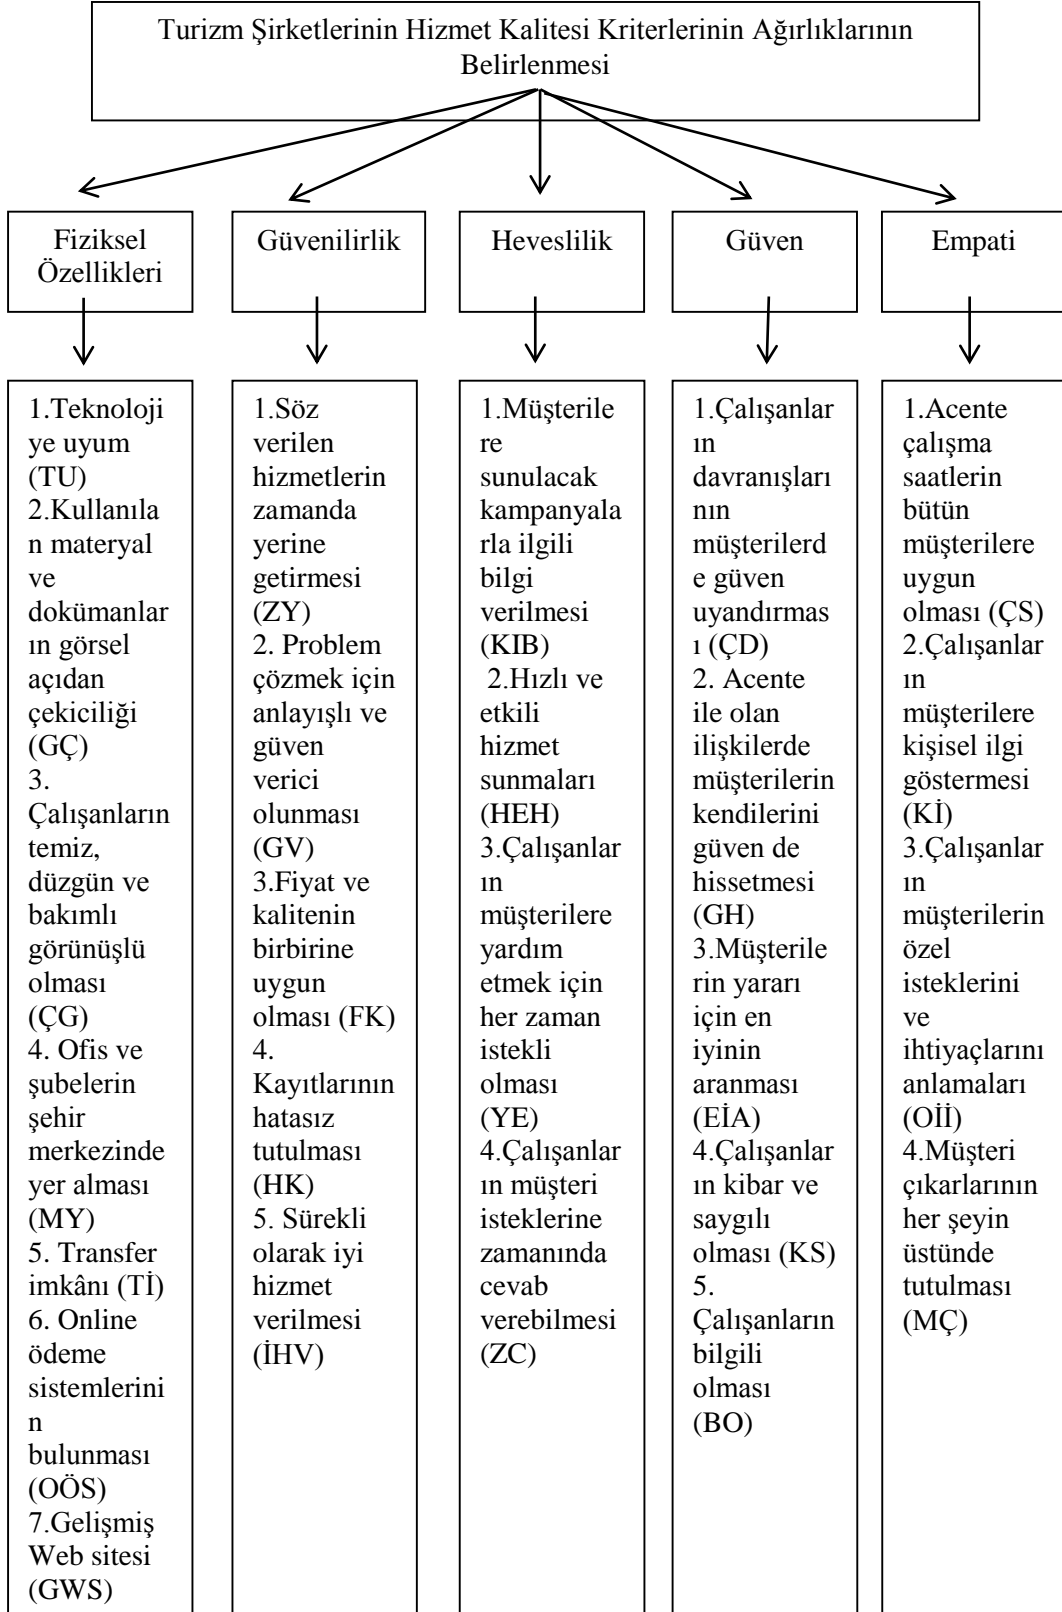 Turizm Şirketlerinin Hizmet Kalitesi Kriterlerinin Ağırlıklarının
Belirlenmesi
Fiziksel
Özellikleri
Güvenilirlik
Heveslilik
Güven
Empati
1.Teknoloji
ye uyum
(TU)
2.Kullanıla
n materyal
ve
dokümanlar
ın görsel
açıdan
çekiciliği
(GÇ)
3.
Çalışanların
temiz,
düzgün ve
bakımlı
görünüşlü
olması
(ÇG)
4. Ofis ve
şubelerin
şehir
merkezinde
yer alması
(MY)
5. Transfer
imkânı (Tİ)
6. Online
ödeme
sistemlerini
n
bulunması
(OÖS)
7.Gelişmiş
Web sitesi
(GWS)
1.Söz
verilen
hizmetlerin
zamanda
yerine
getirmesi
(ZY)
2. Problem
çözmek için
anlayışlı ve
güven
verici
olunması
(GV)
3.Fiyat ve
kalitenin
birbirine
uygun
olması (FK)
4.
Kayıtlarının
hatasız
tutulması
(HK)
5. Sürekli
olarak iyi
hizmet
verilmesi
(İHV)
1.Müşterile
re
sunulacak
kampanyala
rla ilgili
bilgi
verilmesi
(KIB)
2.Hızlı ve
etkili
hizmet
sunmaları
(HEH)
3.Çalışanlar
ın
müşterilere
yardım
etmek için
her zaman
istekli
olması
(YE)
4.Çalışanlar
ın müşteri
isteklerine
zamanında
cevab
verebilmesi
(ZC)
1.Çalışanlar
ın
davranışları
nın
müşterilerd
e güven
uyandırmas
ı (ÇD)
2. Acente
ile olan
ilişkilerde
müşterilerin
kendilerini
güven de
hissetmesi
(GH)
3.Müşterile
rin yararı
için en
iyinin
aranması
(EİA)
4.Çalışanlar
ın kibar ve
saygılı
olması (KS)
5.
Çalışanların
bilgili
olması
(BO)
1.Acente
çalışma
saatlerin
bütün
müşterilere
uygun
olması (ÇS)
2.Çalışanlar
ın
müşterilere
kişisel ilgi
göstermesi
(Kİ)
3.Çalışanlar
ın
müşterilerin
özel
isteklerini
ve
ihtiyaçlarını
anlamaları
(OİI)
4.Müşteri
çıkarlarının
her şeyin
üstünde
tutulması
(MÇ)